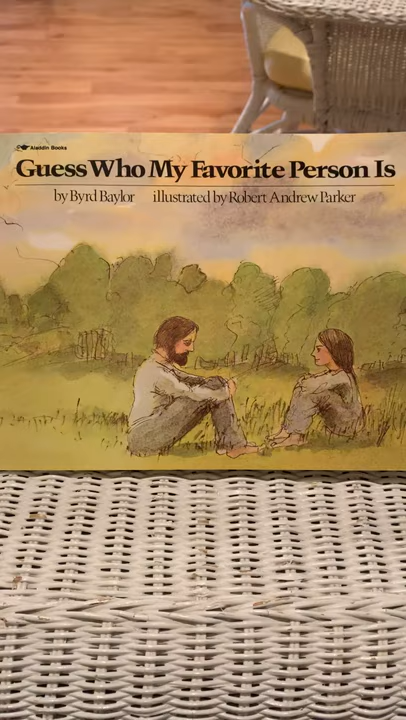 Aladdin Books
Guess Who My Favorite Person Is
by Byrd Baylor illustrated by Robert Andrew Parker